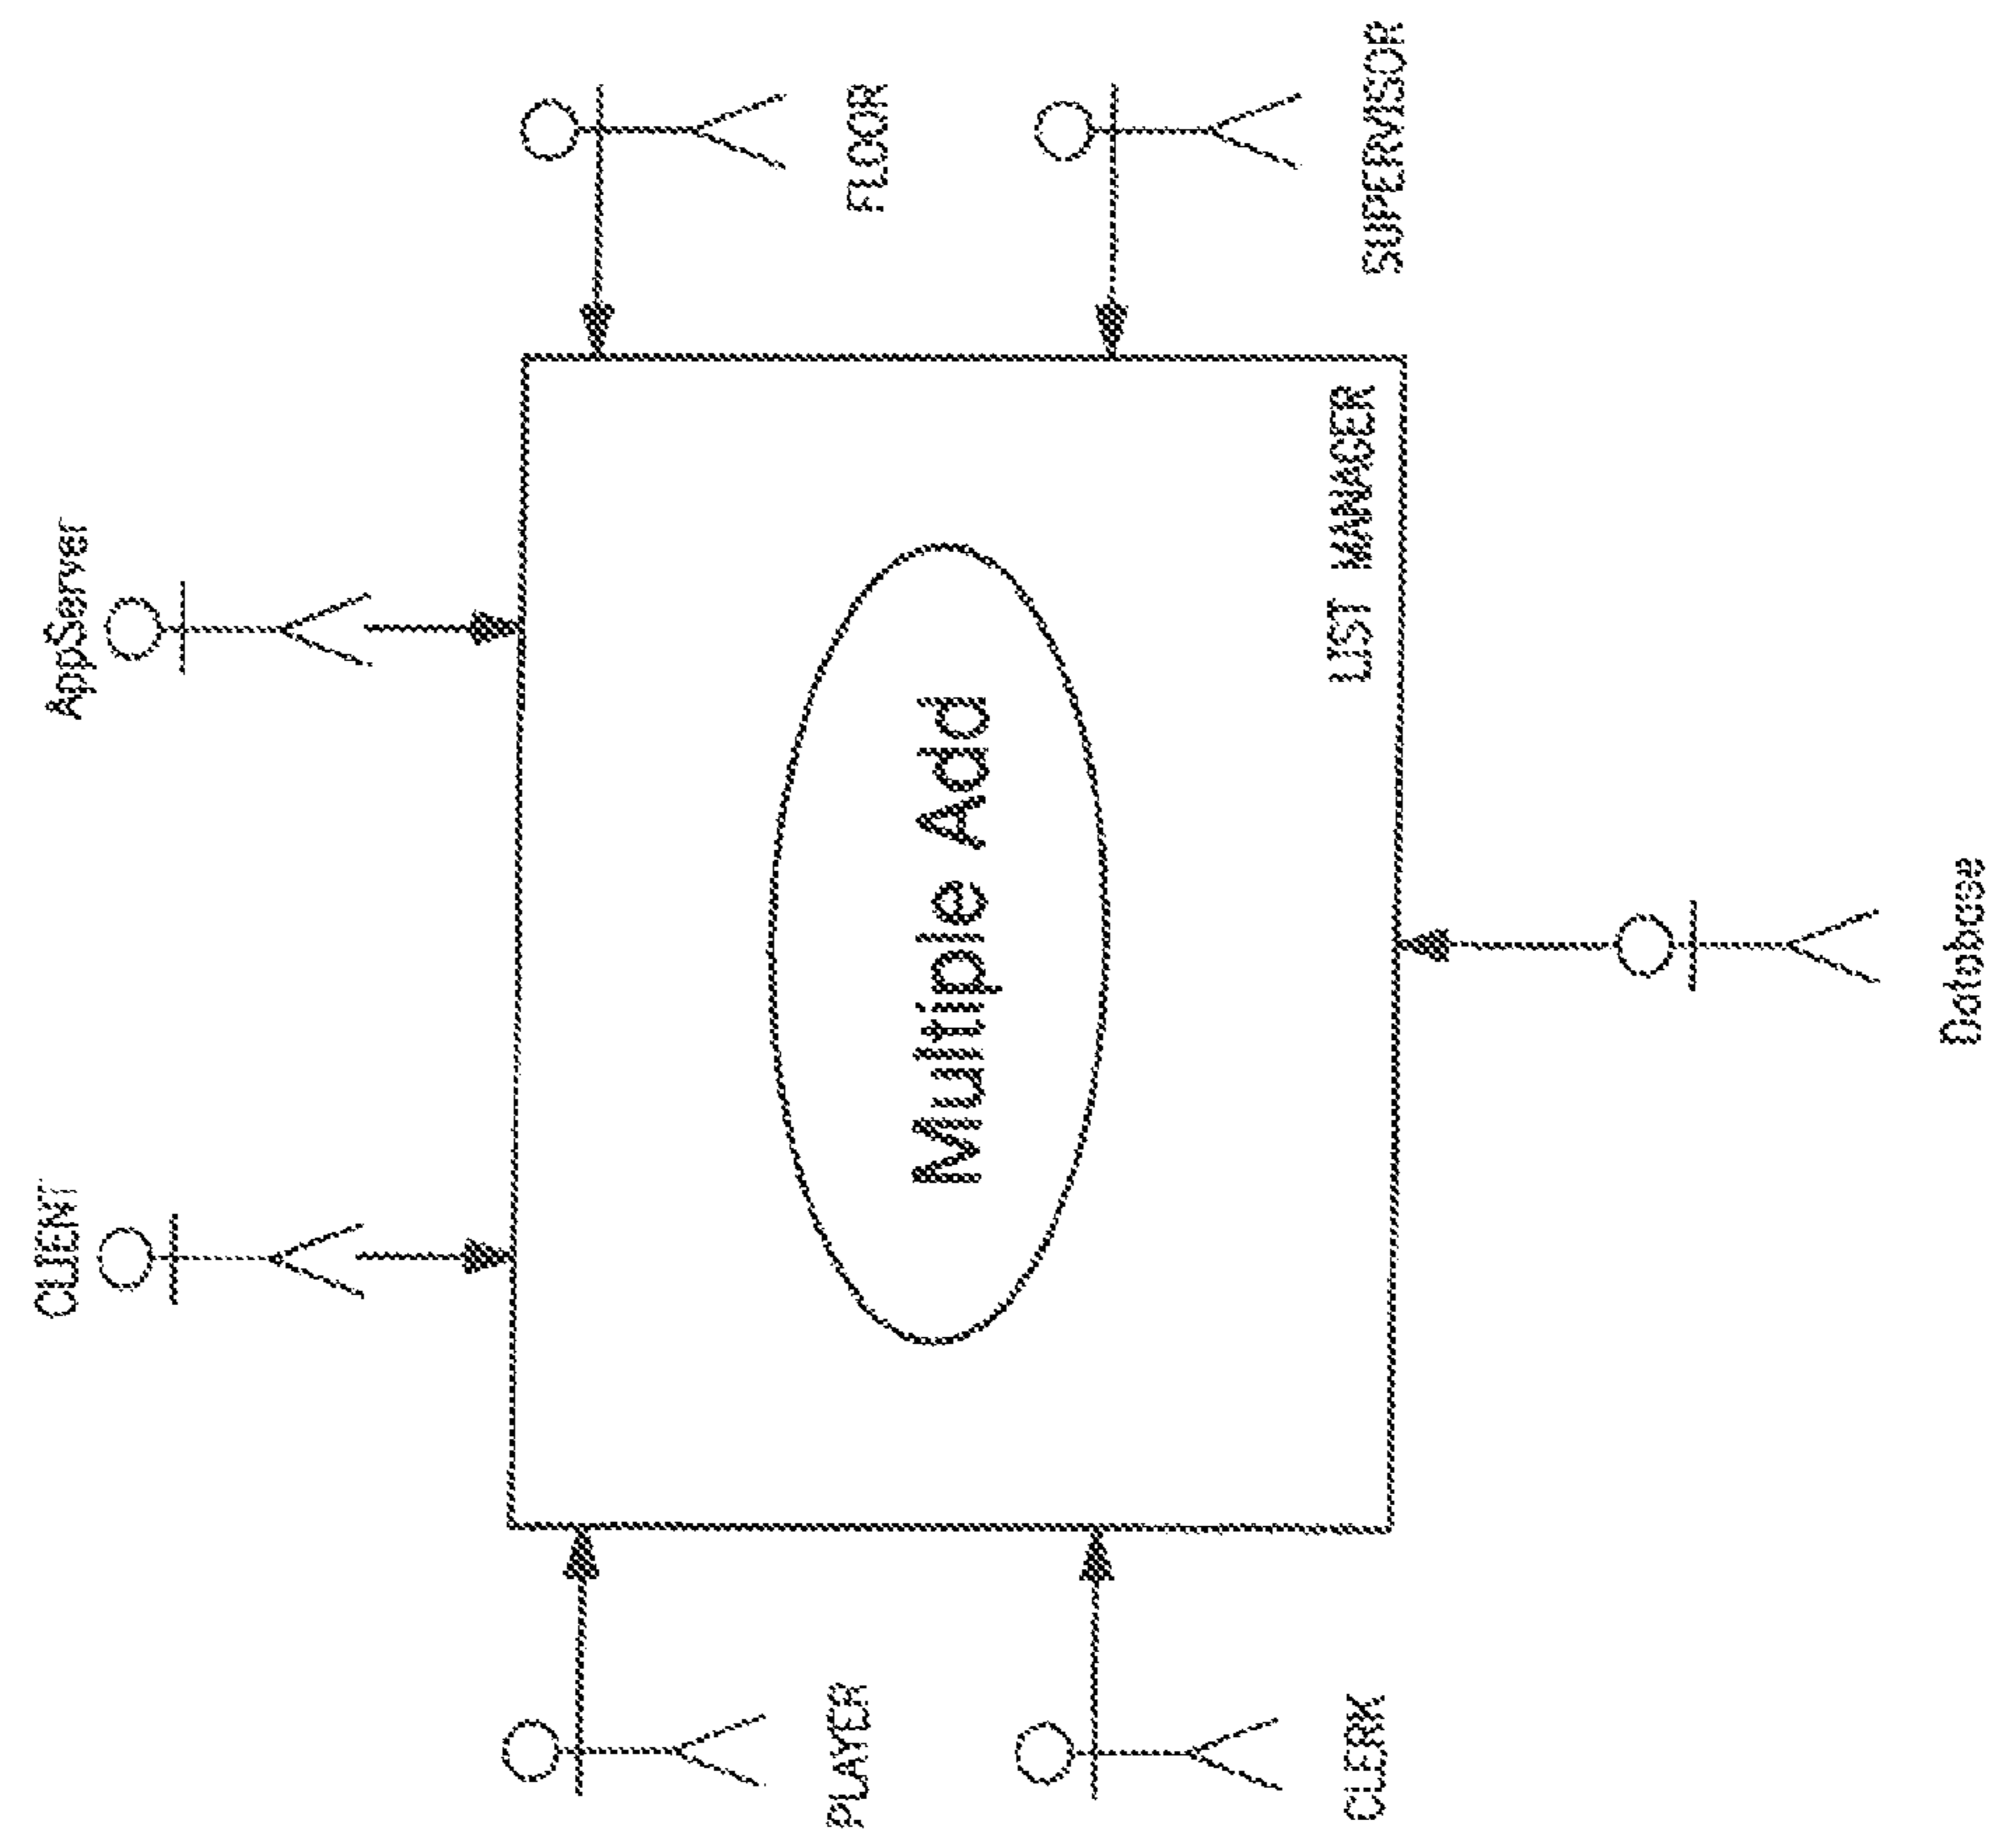 CLIENT
AppServer
PLAYER
FLOOR
Multiple Add
CLERK
LIST MANAGER
SUPERVISOR
Database